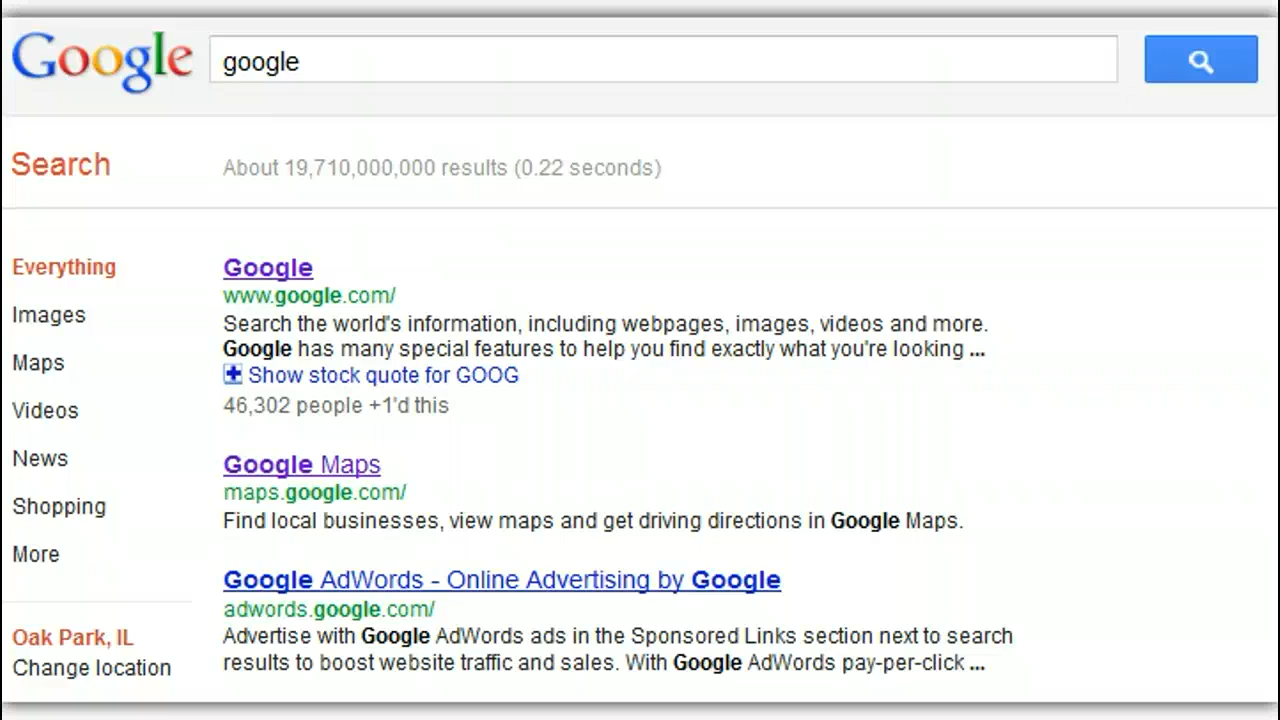 Google google
Search About 19,710,000,000 results (0.22 seconds)
Everything
Images
Maps
Videos
News
Shopping
More
Oak Park, IL
Change location
Google
www.google.com/
Search the world's information, including webpages, images, videos and more.
Google has many special features to help you find exactly what you're looking ...
Show stock quote for GOOG
46,302 people +1'd this
Google Maps
maps.google.com/
Find local businesses, view maps and get driving directions in Google Maps.
Google AdWords - Online Advertising by Google
adwords.google.com/
Advertise with Google AdWords ads in the Sponsored Links section next to search
results to boost website traffic and sales. With Google AdWords pay-per-click ...